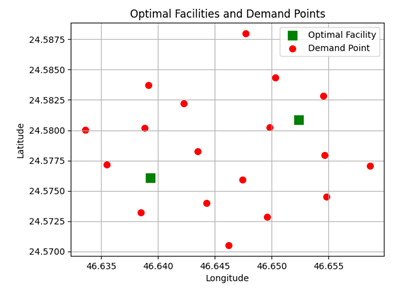 Optimal Facilities and Demand Points
Optimal Facility
Demand Point
24.5875
24.5850
24.5825
24.5800
24.5775
24.5750
24.5725
24.5700
Latitude
46.635 46.640 46.645 46.650 46.655
Longitude